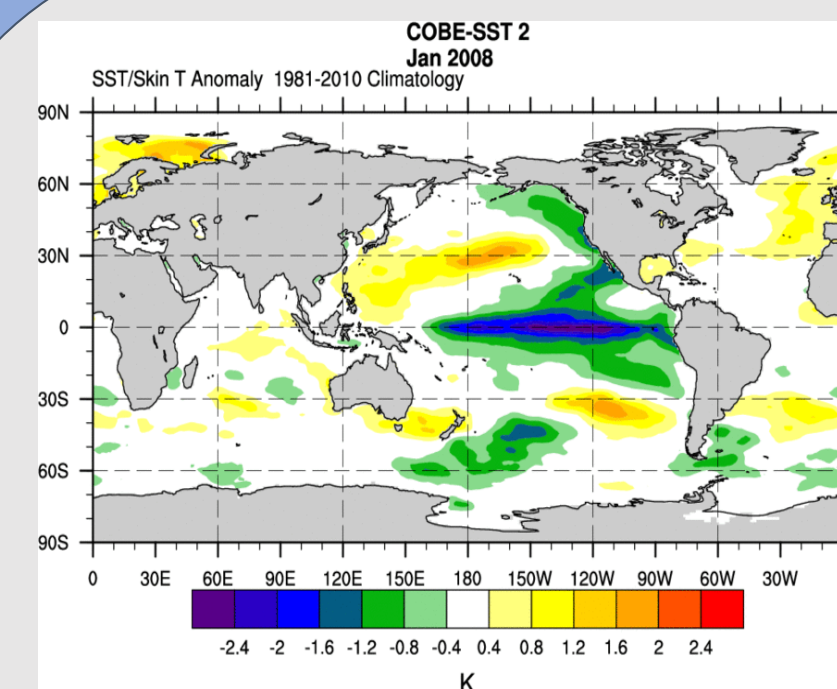 COBE-SST 2
Jan 2008
SST/Skin T Anomaly 1981-2010 Climatology
90N
60N
30N
0
30S
60S
90S
0 30E 60E 90E 120E 150E 180 150W 120W 90W 60W 30W
-2.4 -2 -1.6 -1.2 -0.8 -0.4 0.4 0.8 1.2 1.6 2 2.4
K